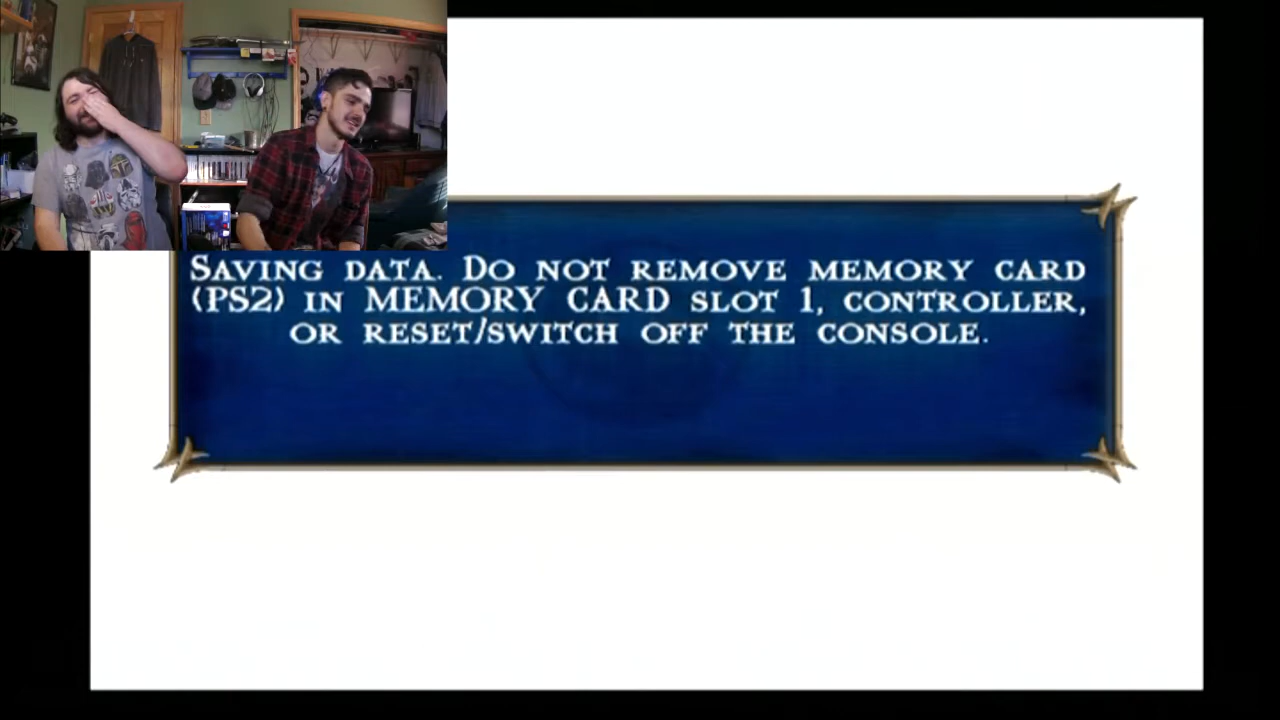 Saving data. Do not remove memory card
(PS2) in MEMORY CARD slot 1, controller,
or reset/switch off the console.